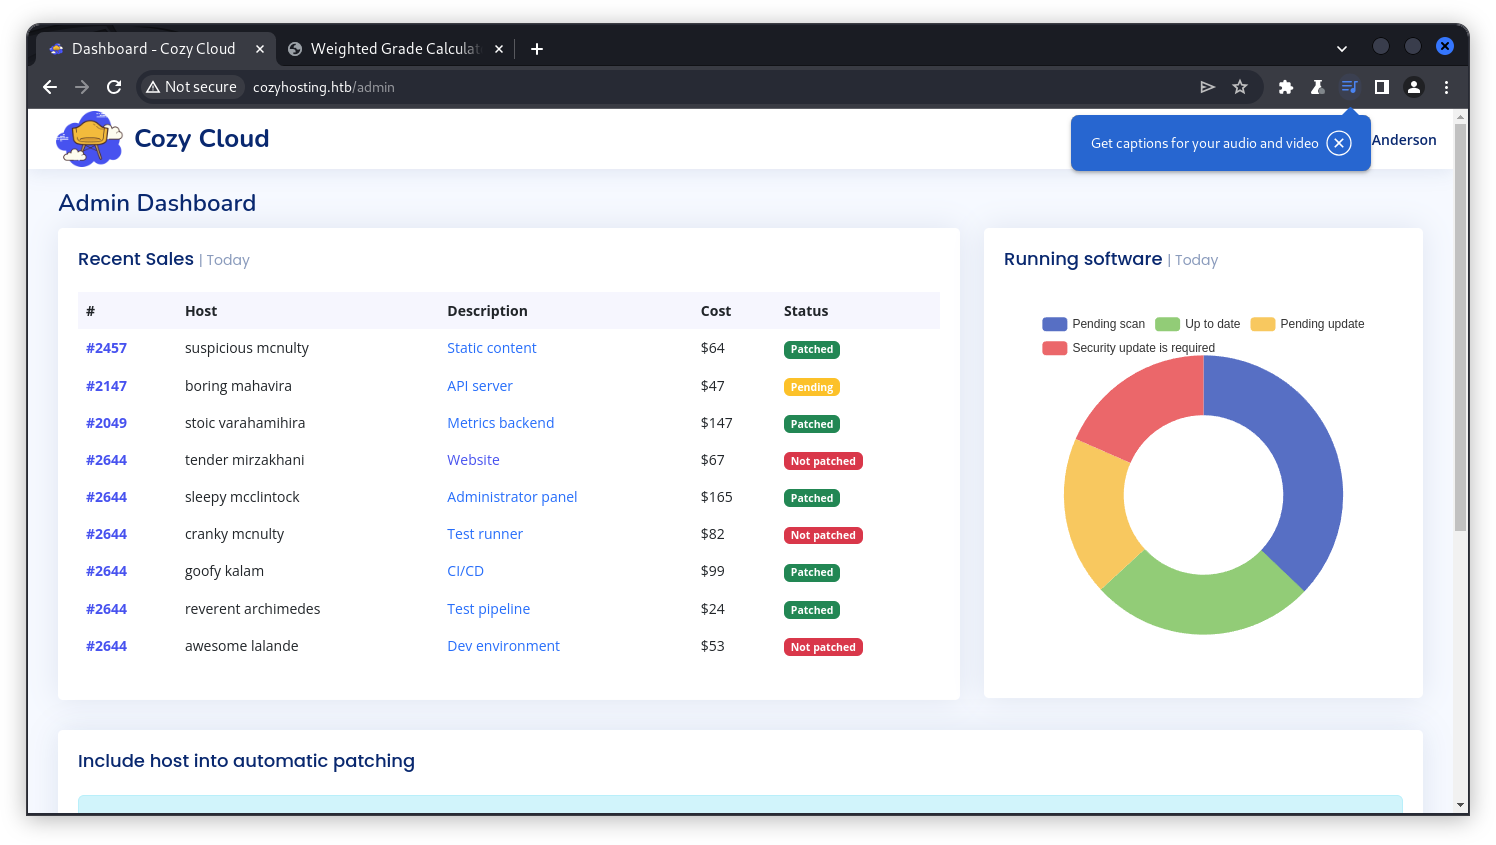 Dashboard - Cozy Cloud
Weighted Grade Calculat
Not secure cozyhosting.htb/admin
Cozy Cloud
Get captions for your audio and video
Anderson
Admin Dashboard
Recent Sales | Today
# Host Description Cost Status
#2457 suspicious mcnulty Static content $64 Patched
#2147 boring mahavira API server $47 Pending
#2049 stoic varahamihira Metrics backend $147 Patched
#2644 tender mirzakhani Website $67 Not patched
#2644 sleepy mcclintock Administrator panel $165 Patched
#2644 cranky mcnulty Test runner $82 Not patched
#2644 goofy kalam CI/CD $99 Patched
#2644 reverent archimedes Test pipeline $24 Patched
#2644 awesome lalande Dev environment $53 Not patched
Running software | Today
Pending scan Up to date Pending update
Security update is required
Include host into automatic patching